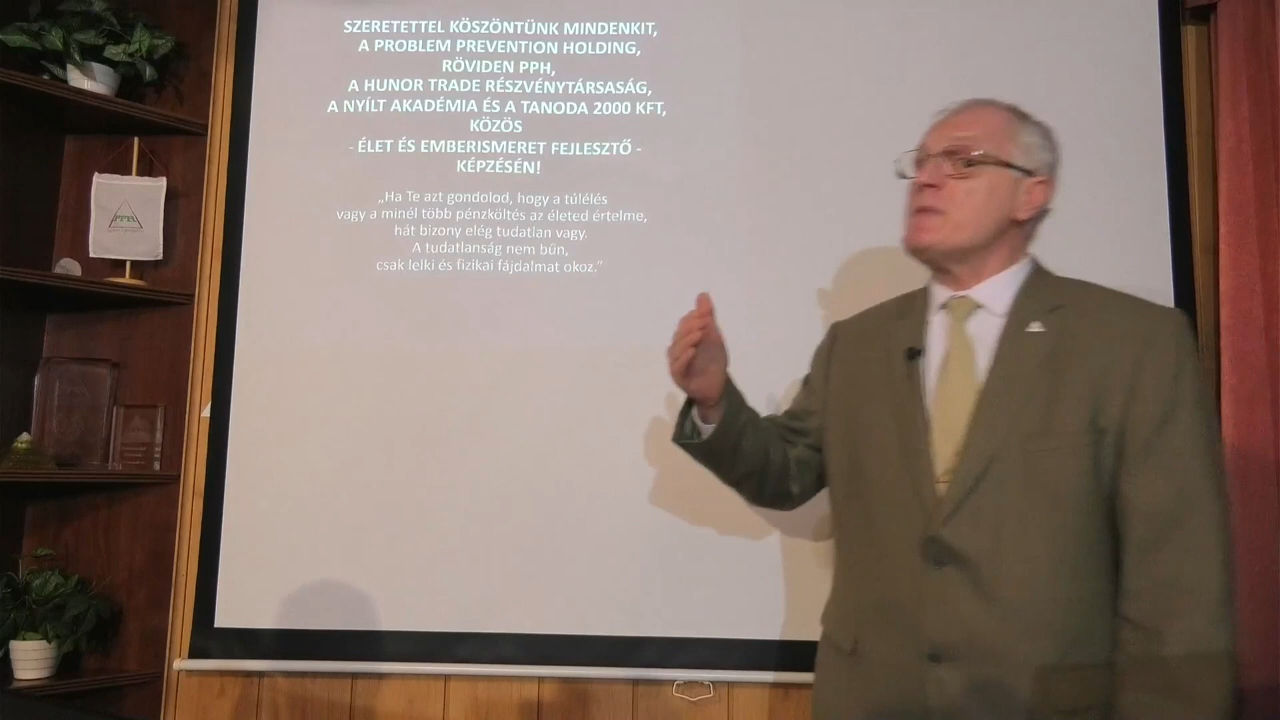 SZERETETTEL KÖSZÖNTÜNK MINDENKIT,
A PROBLEM PREVENTION HOLDING,
RÖVIDEN PPH,
A HUNOR TRADE RÉSZVÉNYTÁRSASÁG,
A NYÍLT AKADÉMIA ÉS A TANODA 2000 KFT,
KÖZÖS
- ÉLET ÉS EMBERISMERET FEJLESZTŐ -
KÉPZÉSÉN!
„Ha Te azt gondolod, hogy a túlélés
vagy a minél több pénzköltés az életed értelme,
hát bizony elég tudatlan vagy.
A tudatlanság nem bűn,
csak lelki és fizikai fájdalmat okoz.”
PPH